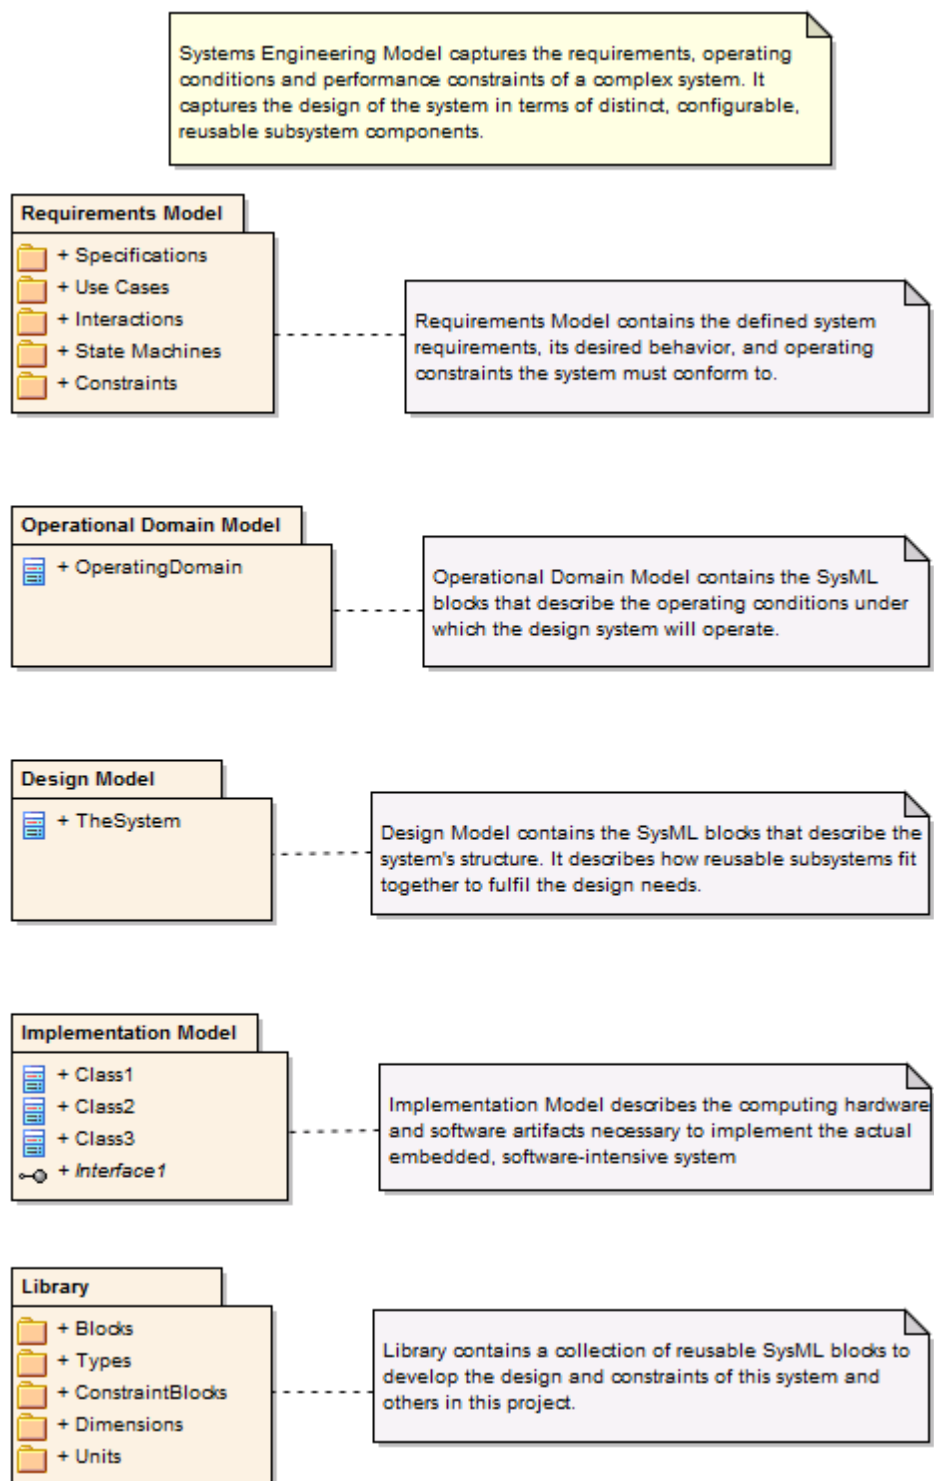 Systems Engineering Model captures the requirements, operating
conditions and performance constraints of a complex system. It
captures the design of the system in terms of distinct, configurable,
reusable subsystem components.
Requirements Model
+ Specifications
+ Use Cases
+ Interactions
+ State Machines
+ Constraints
Requirements Model contains the defined system
requirements, its desired behavior, and operating
constraints the system must conform to.
Operational Domain Model
+ OperatingDomain
Operational Domain Model contains the SysML
blocks that describe the operating conditions under
which the design system will operate.
Design Model
+ TheSystem
Design Model contains the SysML blocks that describe the
system's structure. It describes how reusable subsystems fit
together to fulfil the design needs.
Implementation Model
+ Class1
+ Class2
+ Class3
+ Interface1
Implementation Model describes the computing hardware
and software artifacts necessary to implement the actual
embedded, software-intensive system
Library
+ Blocks
+ Types
+ ConstraintBlocks
+ Dimensions
+ Units
Library contains a collection of reusable SysML blocks to
develop the design and constraints of this system and
others in this project.